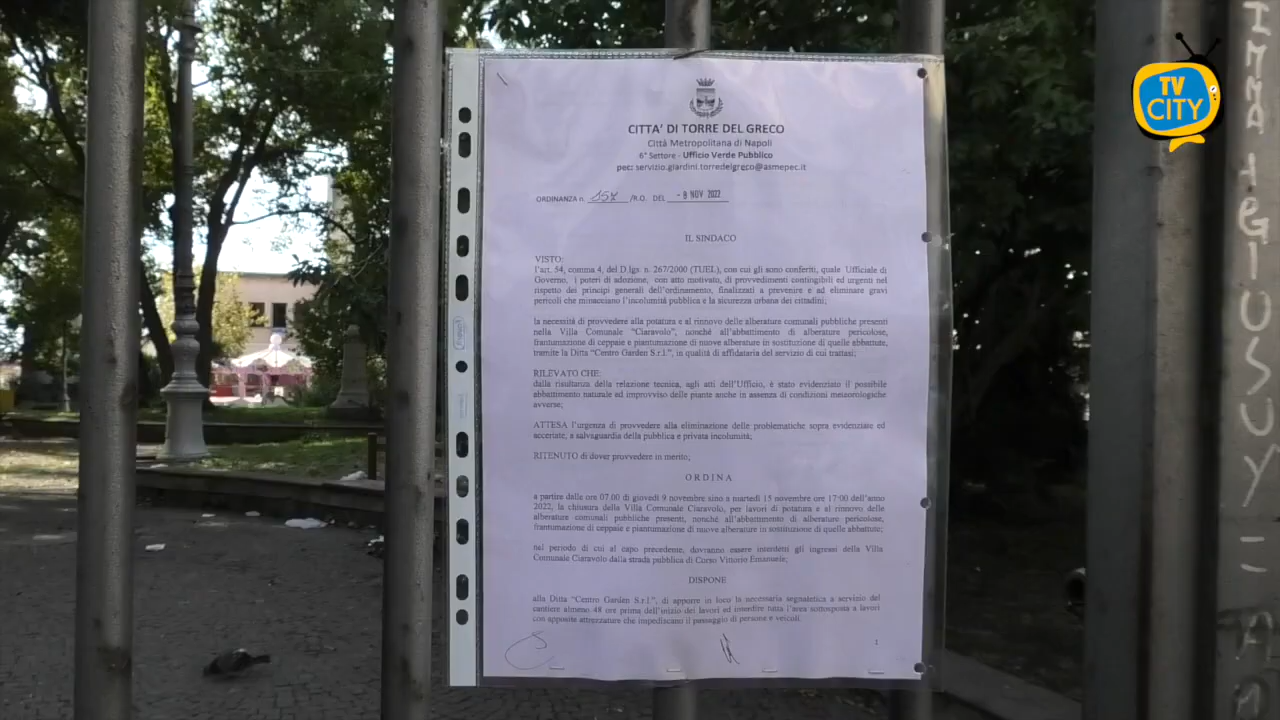 TV
CITY
CITTA' DI TORRE DEL GRECO
Città Metropolitana di Napoli
6° Settore - Ufficio Verde Pubblico
pec: servizio.giardini.torredelgreco@asmepec.it
ORDINANZA n. 157 /R.O. DEL - 8 NOV 2022
IL SINDACO
VISTO:
l'art. 54, comma 4, del D.lgs. n. 267/2000 (TUEL), con cui gli sono conferiti, quale Ufficiale di
Governo, i poteri di adozione, con atto motivato, di provvedimenti contingibili ed urgenti nel
rispetto dei principi generali dell'ordinamento, finalizzati a prevenire e ad eliminare gravi
pericoli che minacciano l'incolumità pubblica e la sicurezza urbana dei cittadini;
la necessità di provvedere alla potatura e al rinnovo delle alberature comunali pubbliche presenti
nella Villa Comunale "Ciaravolo", nonché all'abbattimento di alberature pericolose,
frantumazione di ceppaie e piantumazione di nuove alberature in sostituzione di quelle abbattute,
tramite la Ditta "Centro Garden S.r.l.", in qualità di affidataria del servizio di cui trattasi;
RILEVATO CHE:
dalla risultanza della relazione tecnica, agli atti dell'Ufficio, è stato evidenziato il possibile
abbattimento naturale ed improvviso delle piante anche in assenza di condizioni metaorologiche
avverse;
ATTESA l'urgenza di provvedere alla eliminazione delle problematiche sopra evidenziate ed
accertate, a salvaguardia della pubblica e privata incolumità;
RITENUTO di dover provvedere in merito;
ORDINA
a partire dalle ore 07.00 di giovedì 9 novembre sino a martedì 15 novembre ore 17:00 dell'anno
2022, la chiusura della Villa Comunale Ciaravolo, per lavori di potatura e al rinnovo delle
alberature comunali pubbliche presenti, nonché all'abbattimento di alberature pericolose,
frantumazione di ceppaie e piantumazione di nuove alberature in sostituzione di quelle abbattute;
nel periodo di cui al capo precedente, dovranno essere interdetti gli ingressi della Villa
Comunale Ciaravolo dalla strada pubblica di Corso Vittorio Emanuele;
DISPONE
alla Ditta "Centro Garden S.r.l.", di apporre in loco la necessaria segnaletica a servizio del
cantiere almeno 48 ore prima dell'inizio dei lavori ed interdire tutta l'area sottosposta a lavori
con apposite attrezzature che impediscano il passaggio di persone e veicoli.
1